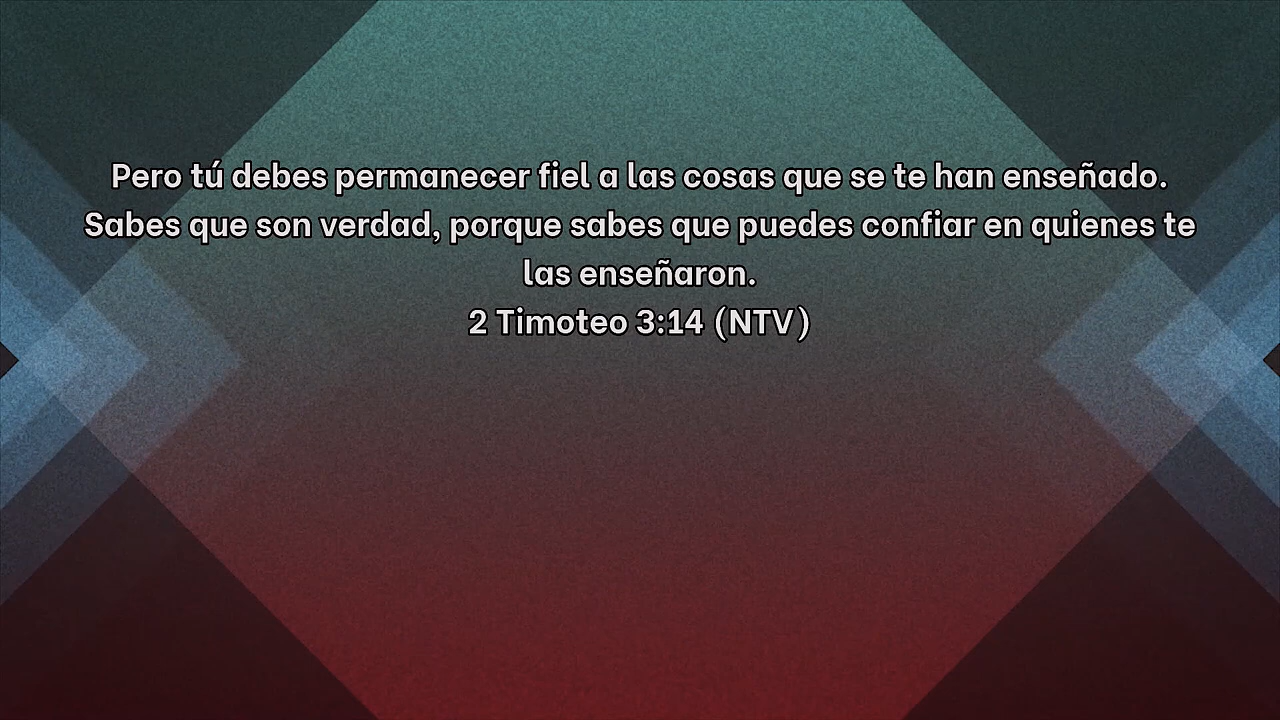 Pero tú debes permanecer fiel a las cosas que se te han enseñado.
Sabes que son verdad, porque sabes que puedes confiar en quienes te
las enseñaron.
2 Timoteo 3:14 (NTV)